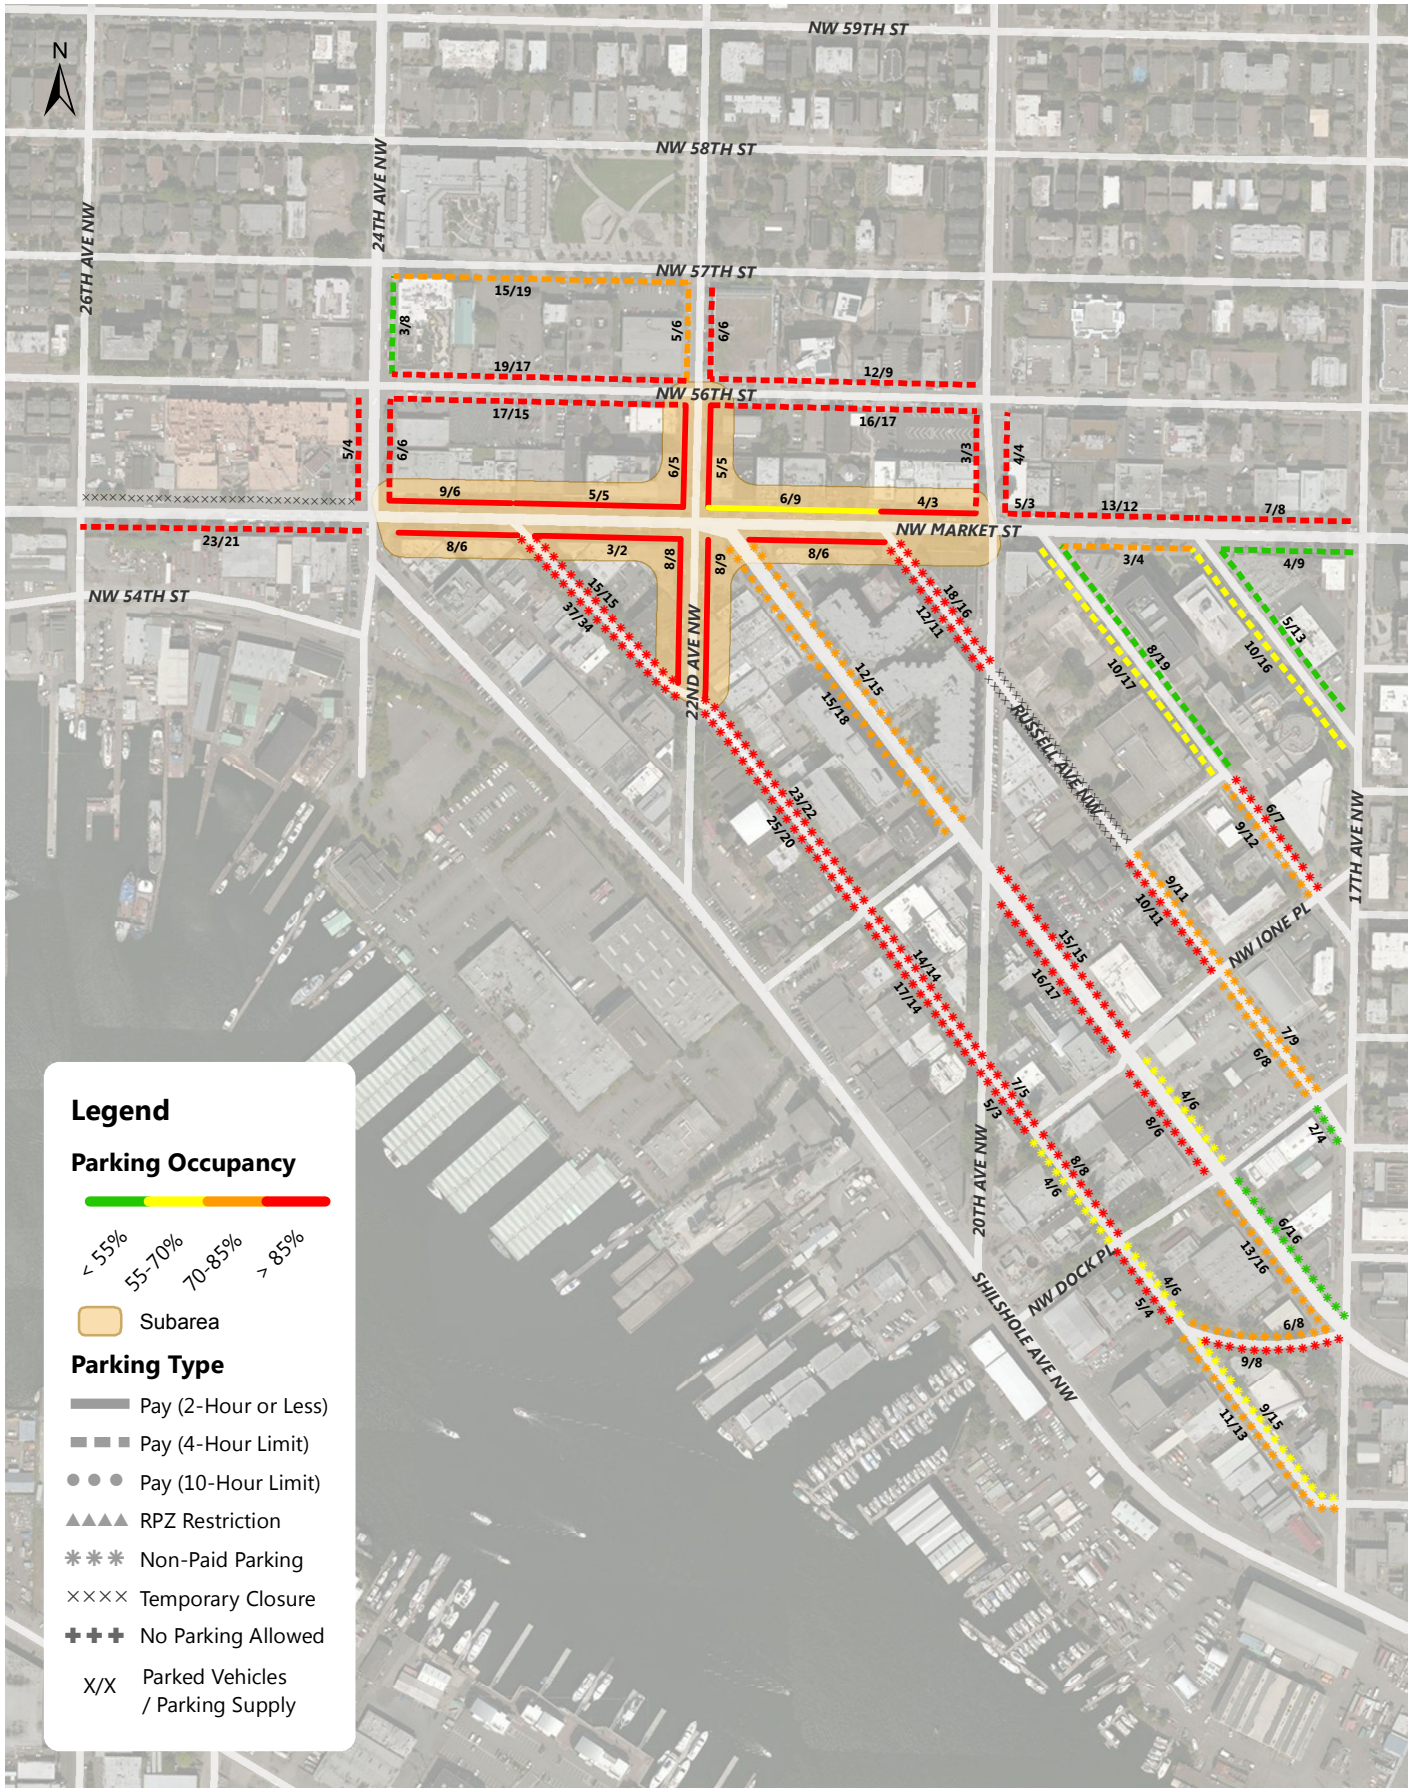 NW 59TH ST
N
NW 58TH ST
24TH AVE NW
26TH AVE NW
NW 57TH ST
15/19
3/8
5/6
6/6
19/17
12/9
NW 56TH ST
17/15
16/17
5/4
6/6
6/5
5/5
3/3
4/4
9/6
5/5
6/9
4/3
5/3
13/12
7/8
NW MARKET ST
23/21
8/6
3/2
8/8
8/9
8/6
3/4
4/9
NW 54TH ST
15/15
37/34
18/16
12/11
22ND AVE NW
5/13
10/16
8/19
10/17
12/15
15/18
RUSSELL AVE NW
23/22
25/20
6/7
9/12
17TH AVE NW
9/11
10/11
NW IONE PL
15/15
16/17
14/14
17/14
7/9
6/8
7/5
5/3
4/6
8/6
2/4
20TH AVE NW
8/8
4/6
6/16
13/16
NW DOCK PL
SHILSHOLE AVE NW
4/6
5/4
6/8
9/8
9/15
11/13
Legend
Parking Occupancy
< 55%
55-70%
70-85%
> 85%
Subarea
Parking Type
Pay (2-Hour or Less)
Pay (4-Hour Limit)
Pay (10-Hour Limit)
RPZ Restriction
Non-Paid Parking
Temporary Closure
No Parking Allowed
X/X Parked Vehicles
/ Parking Supply